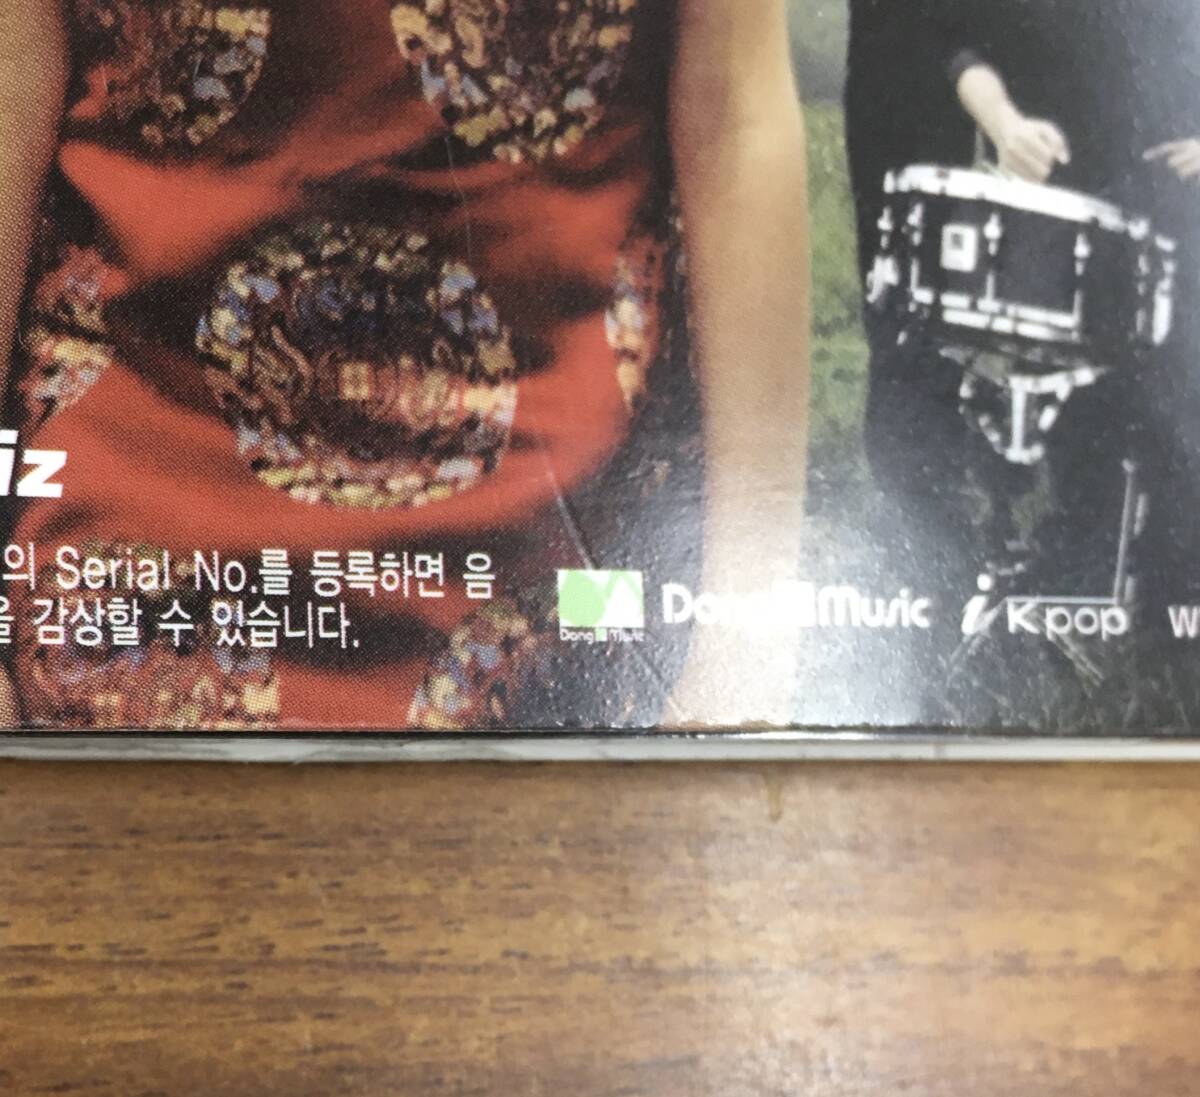 iz
의 Serial No.를 등록하면 음
을 감상할 수 있습니다.
Music
i Kpop